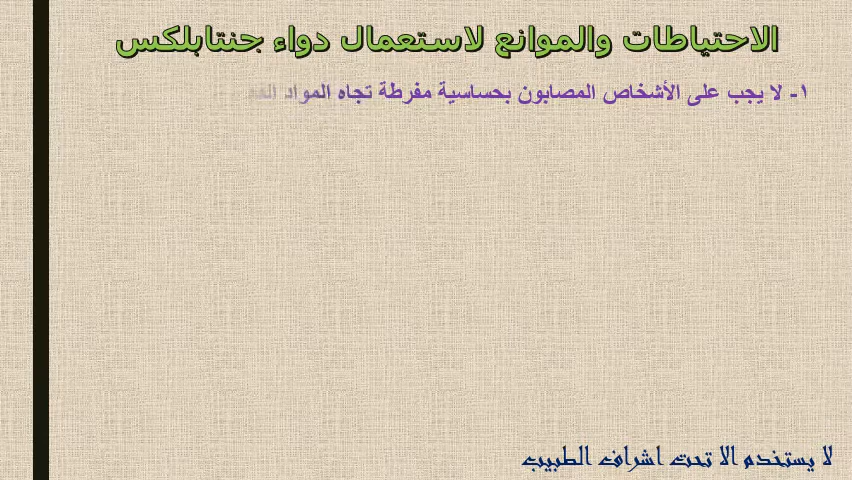 الاحتياطات والموانع لاستعمال دواء جنتابلكس
١- لا يجب على الأشخاص المصابون بحساسية مفرطة تجاه المواد
لا يستخدم الا تحت اشراف الطبيب